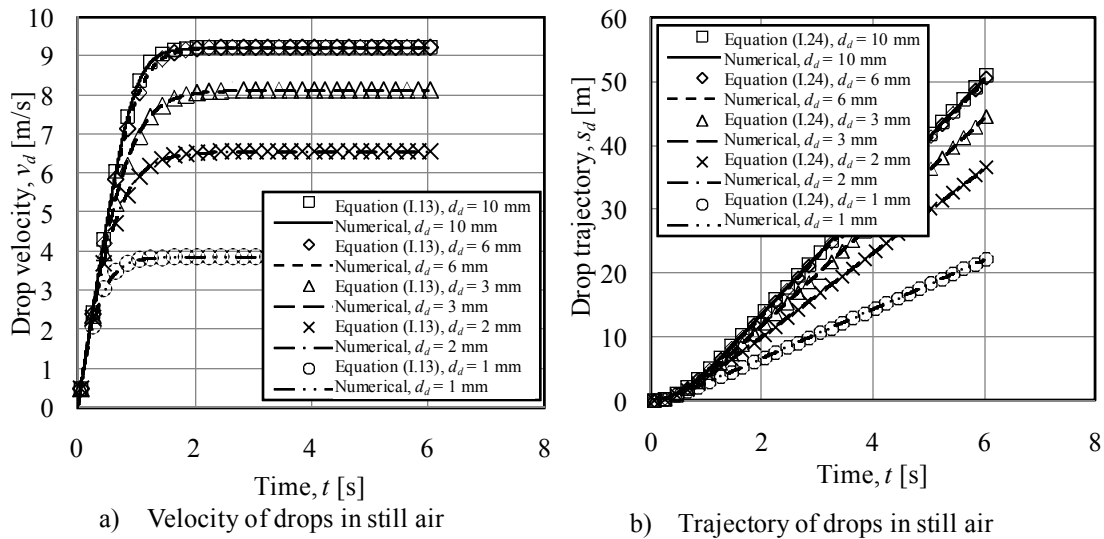 10
9
8
7
6
5
4
3
2
1
0
Drop velocity, v_d [m/s]
Equation (I.13), d_d = 10 mm
Numerical, d_d = 10 mm
Equation (I.13), d_d = 6 mm
Numerical, d_d = 6 mm
Equation (I.13), d_d = 3 mm
Numerical, d_d = 3 mm
Equation (I.13), d_d = 2 mm
Numerical, d_d = 2 mm
Equation (I.13), d_d = 1 mm
Numerical, d_d = 1 mm
0 2 4 6 8
Time, t [s]
a) Velocity of drops in still air
60
50
40
30
20
10
0
Drop trajectory, s_d [m]
Equation (I.24), d_d = 10 mm
Numerical, d_d = 10 mm
Equation (I.24), d_d = 6 mm
Numerical, d_d = 6 mm
Equation (I.24), d_d = 3 mm
Numerical, d_d = 3 mm
Equation (I.24), d_d = 2 mm
Numerical, d_d = 2 mm
Equation (I.24), d_d = 1 mm
Numerical, d_d = 1 mm
0 2 4 6 8
Time, t [s]
b) Trajectory of drops in still air